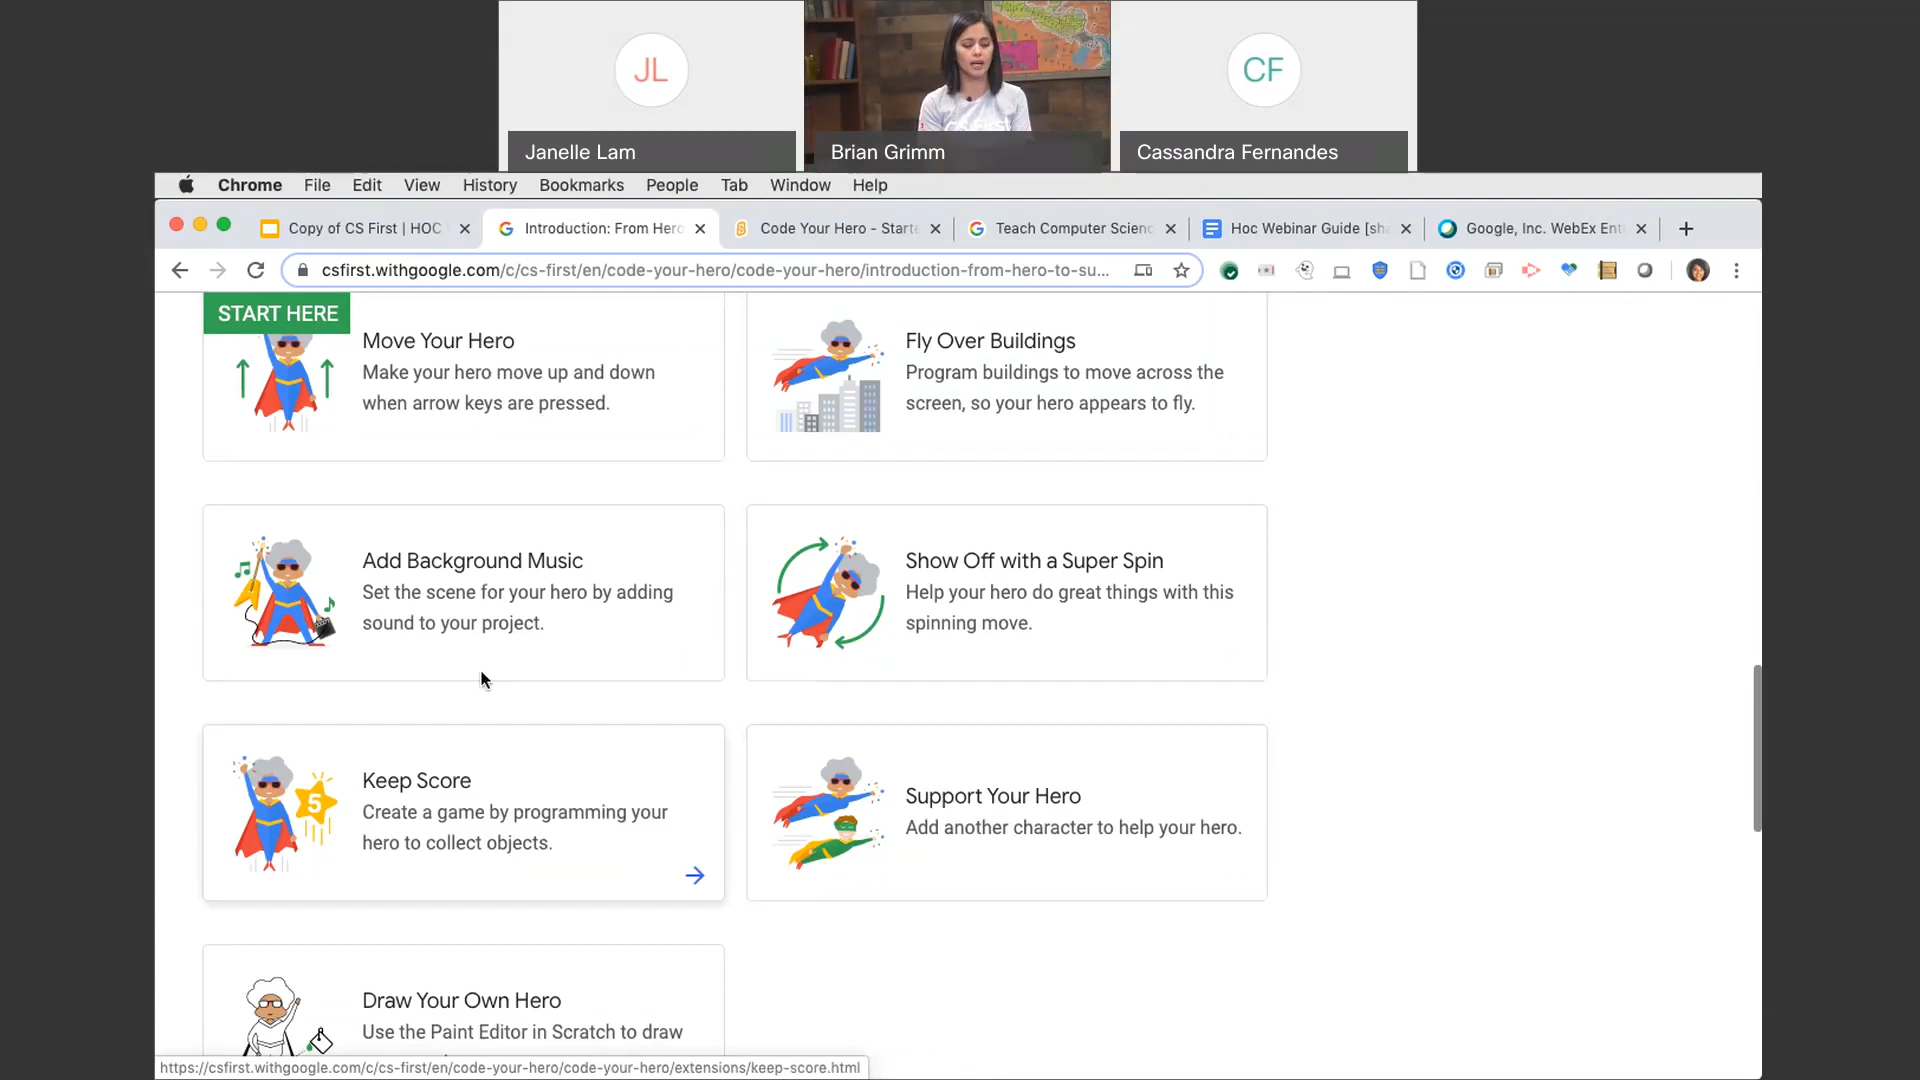 JL
CF
Janelle Lam
Brian Grimm
Cassandra Fernandes
Chrome File Edit View History Bookmarks People Tab Window Help
Copy of CS First | HOC
Introduction: From Hero
Code Your Hero - Starte
Teach Computer Scienc
Hoc Webinar Guide [sha
Google, Inc. WebEx Ent
csfirst.withgoogle.com/c/cs-first/en/code-your-hero/code-your-hero/introduction-from-hero-to-su...
START HERE
Move Your Hero
Make your hero move up and down
when arrow keys are pressed.
Fly Over Buildings
Program buildings to move across the
screen, so your hero appears to fly.
Add Background Music
Set the scene for your hero by adding
sound to your project.
Show Off with a Super Spin
Help your hero do great things with this
spinning move.
5
Keep Score
Create a game by programming your
hero to collect objects.
Support Your Hero
Add another character to help your hero.
Draw Your Own Hero
Use the Paint Editor in Scratch to draw
https://csfirst.withgoogle.com/c/cs-first/en/code-your-hero/code-your-hero/extensions/keep-score.html